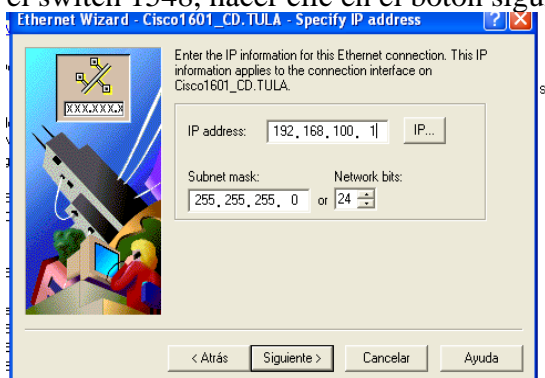 el switch 1548, hacer clic en el botón sigu
Ethernet Wizard - Cisco1601_CD.TULA - Specify IP address
Enter the IP information for this Ethernet connection. This IP
information applies to the connection interface on
Cisco1601_CD.TULA.
XXX.XXX.X
IP address: 192.168.100. 1 IP...
Subnet mask: Network bits:
255.255.255. 0 or 24
< Atrás Siguiente > Cancelar Ayuda